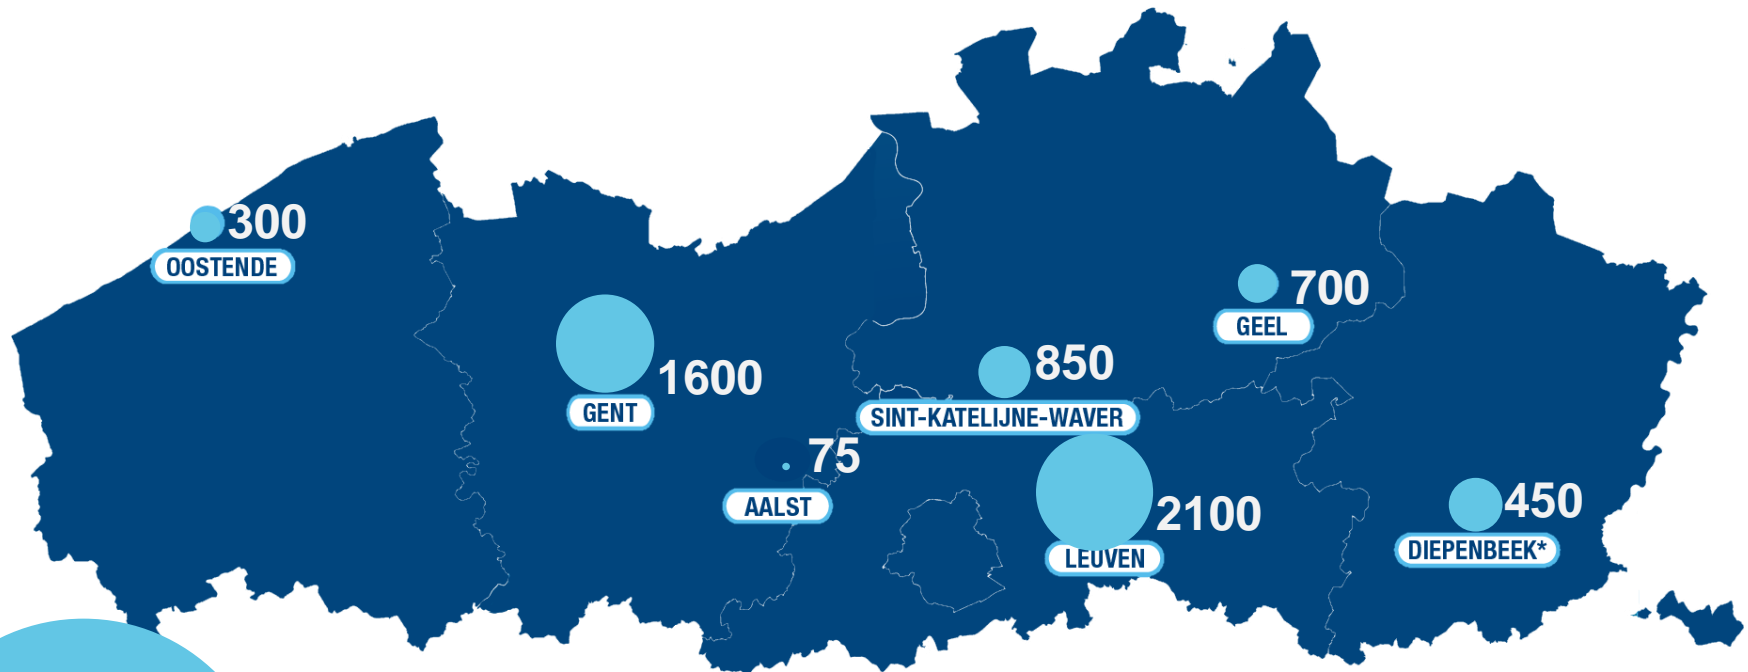 300
OOSTENDE
700
GEEL
1600
GENT
850
SINT-KATELIJNE-WAVER
75
AALST
2100
LEUVEN
450
DIEPENBEEK*